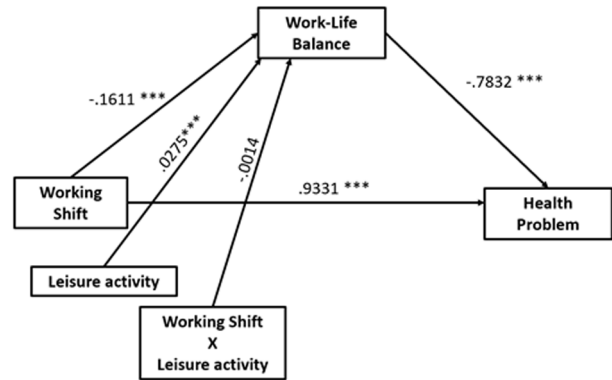 Work-Life
Balance
-.1611 ***
.0275***
-.0014
-.7832 ***
Working
Shift
.9331 ***
Health
Problem
Leisure activity
Working Shift
X
Leisure activity